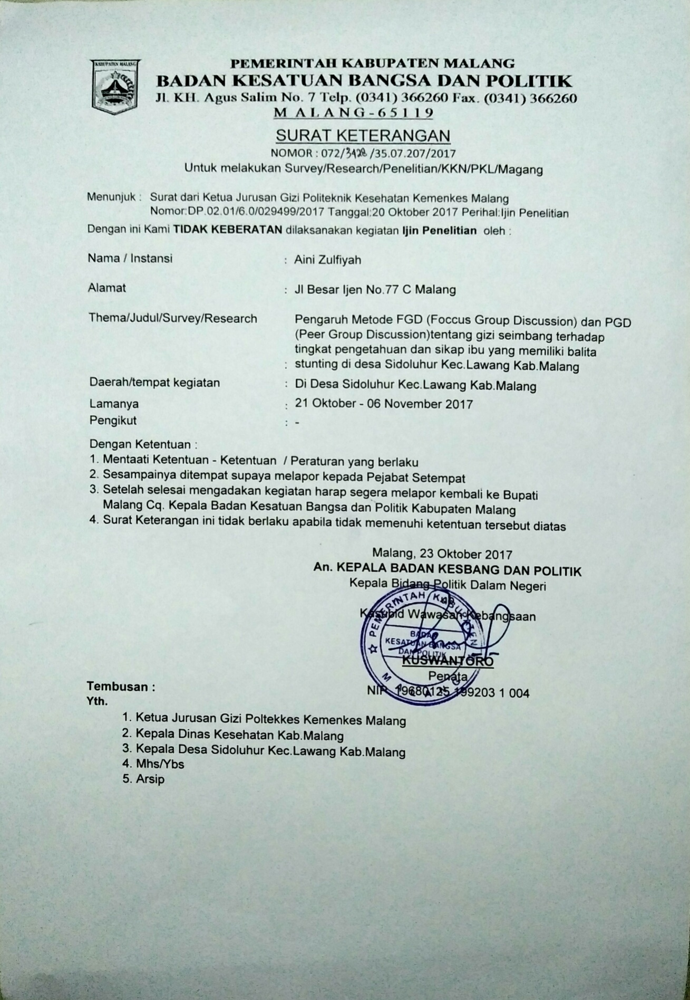 KABUPATEN MALANG
PEMERINTAH KABUPATEN MALANG
BADAN KESATUAN BANGSA DAN POLITIK
Jl. KH. Agus Salim No. 7 Telp. (0341) 366260 Fax. (0341) 366260
M A L A N G - 6 5 1 1 9
SURAT KETERANGAN
NOMOR : 072/3428/35.07.207/2017
Untuk melakukan Survey/Research/Penelitian/KKN/PKL/Magang
Menunjuk : Surat dari Ketua Jurusan Gizi Politeknik Kesehatan Kemenkes Malang
Nomor:DP.02.01/6.0/029499/2017 Tanggal:20 Oktober 2017 Perihal:Ijin Penelitian
Dengan ini Kami TIDAK KEBERATAN dilaksanakan kegiatan Ijin Penelitian oleh :
Nama / Instansi : Aini Zulfiyah
Alamat : Jl Besar Ijen No.77 C Malang
Thema/Judul/Survey/Research Pengaruh Metode FGD (Foccus Group Discussion) dan PGD
(Peer Group Discussion)tentang gizi seimbang terhadap
tingkat pengetahuan dan sikap ibu yang memiliki balita
: stunting di desa Sidoluhur Kec.Lawang Kab.Malang
Daerah/tempat kegiatan : Di Desa Sidoluhur Kec.Lawang Kab.Malang
Lamanya : 21 Oktober - 06 November 2017
Pengikut : -
Dengan Ketentuan :
1. Mentaati Ketentuan - Ketentuan / Peraturan yang berlaku
2. Sesampainya ditempat supaya melapor kepada Pejabat Setempat
3. Setelah selesai mengadakan kegiatan harap segera melapor kembali ke Bupati
Malang Cq. Kepala Badan Kesatuan Bangsa dan Politik Kabupaten Malang
4. Surat Keterangan ini tidak berlaku apabila tidak memenuhi ketentuan tersebut diatas
Malang, 23 Oktober 2017
An. KEPALA BADAN KESBANG DAN POLITIK
Kepala Bidang Politik Dalam Negeri
Kasubid Wawasan Kebangsaan
PEMERINTAH KABUPATEN
BADAN
KESATUAN BANGSA
DAN POLITIK
MALANG
KUSWANTORO
Penata
NIP. 19680125 199203 1 004
Tembusan :
Yth.
1. Ketua Jurusan Gizi Poltekkes Kemenkes Malang
2. Kepala Dinas Kesehatan Kab.Malang
3. Kepala Desa Sidoluhur Kec.Lawang Kab.Malang
4. Mhs/Ybs
5. Arsip